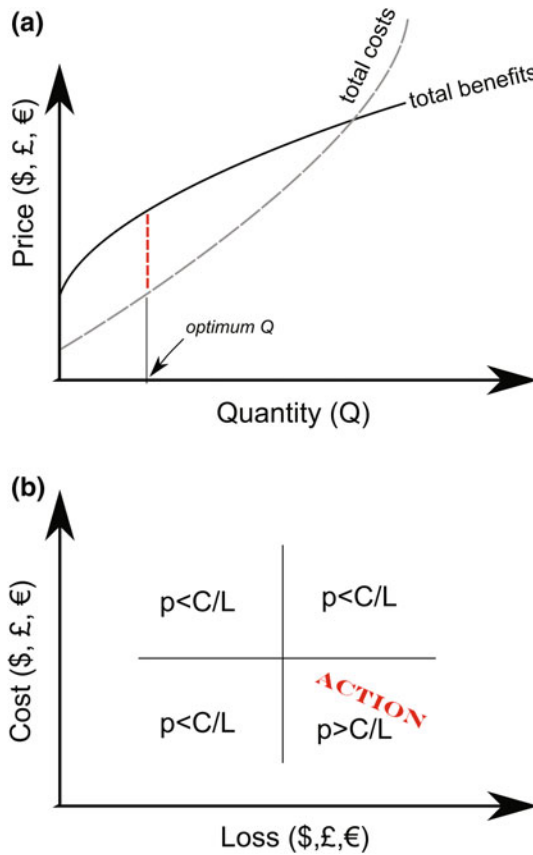 (a)
total costs
total benefits
Price ($, £, €)
optimum Q
Quantity (Q)
(b)
Cost ($, £, €)
p<C/L
p<C/L
ACTION
p<C/L
p>C/L
Loss ($,£,€)